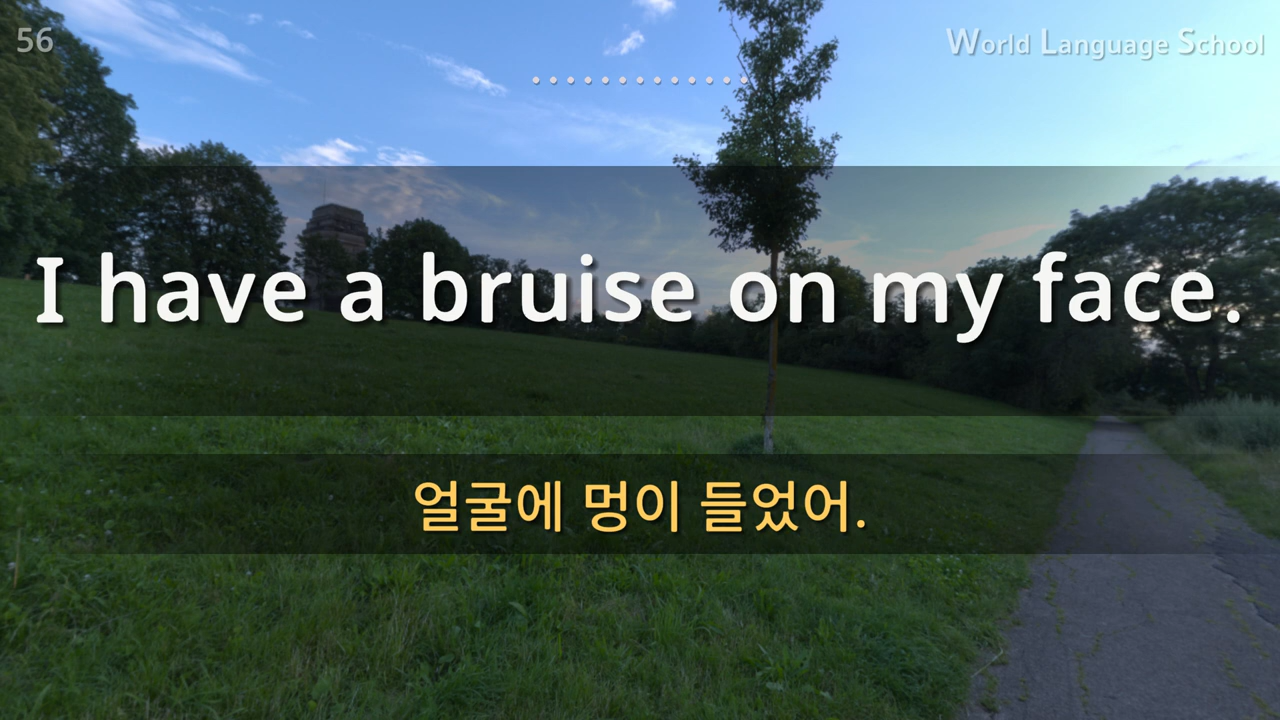 56
World Language School
I have a bruise on my face.
얼굴에 멍이 들었어.